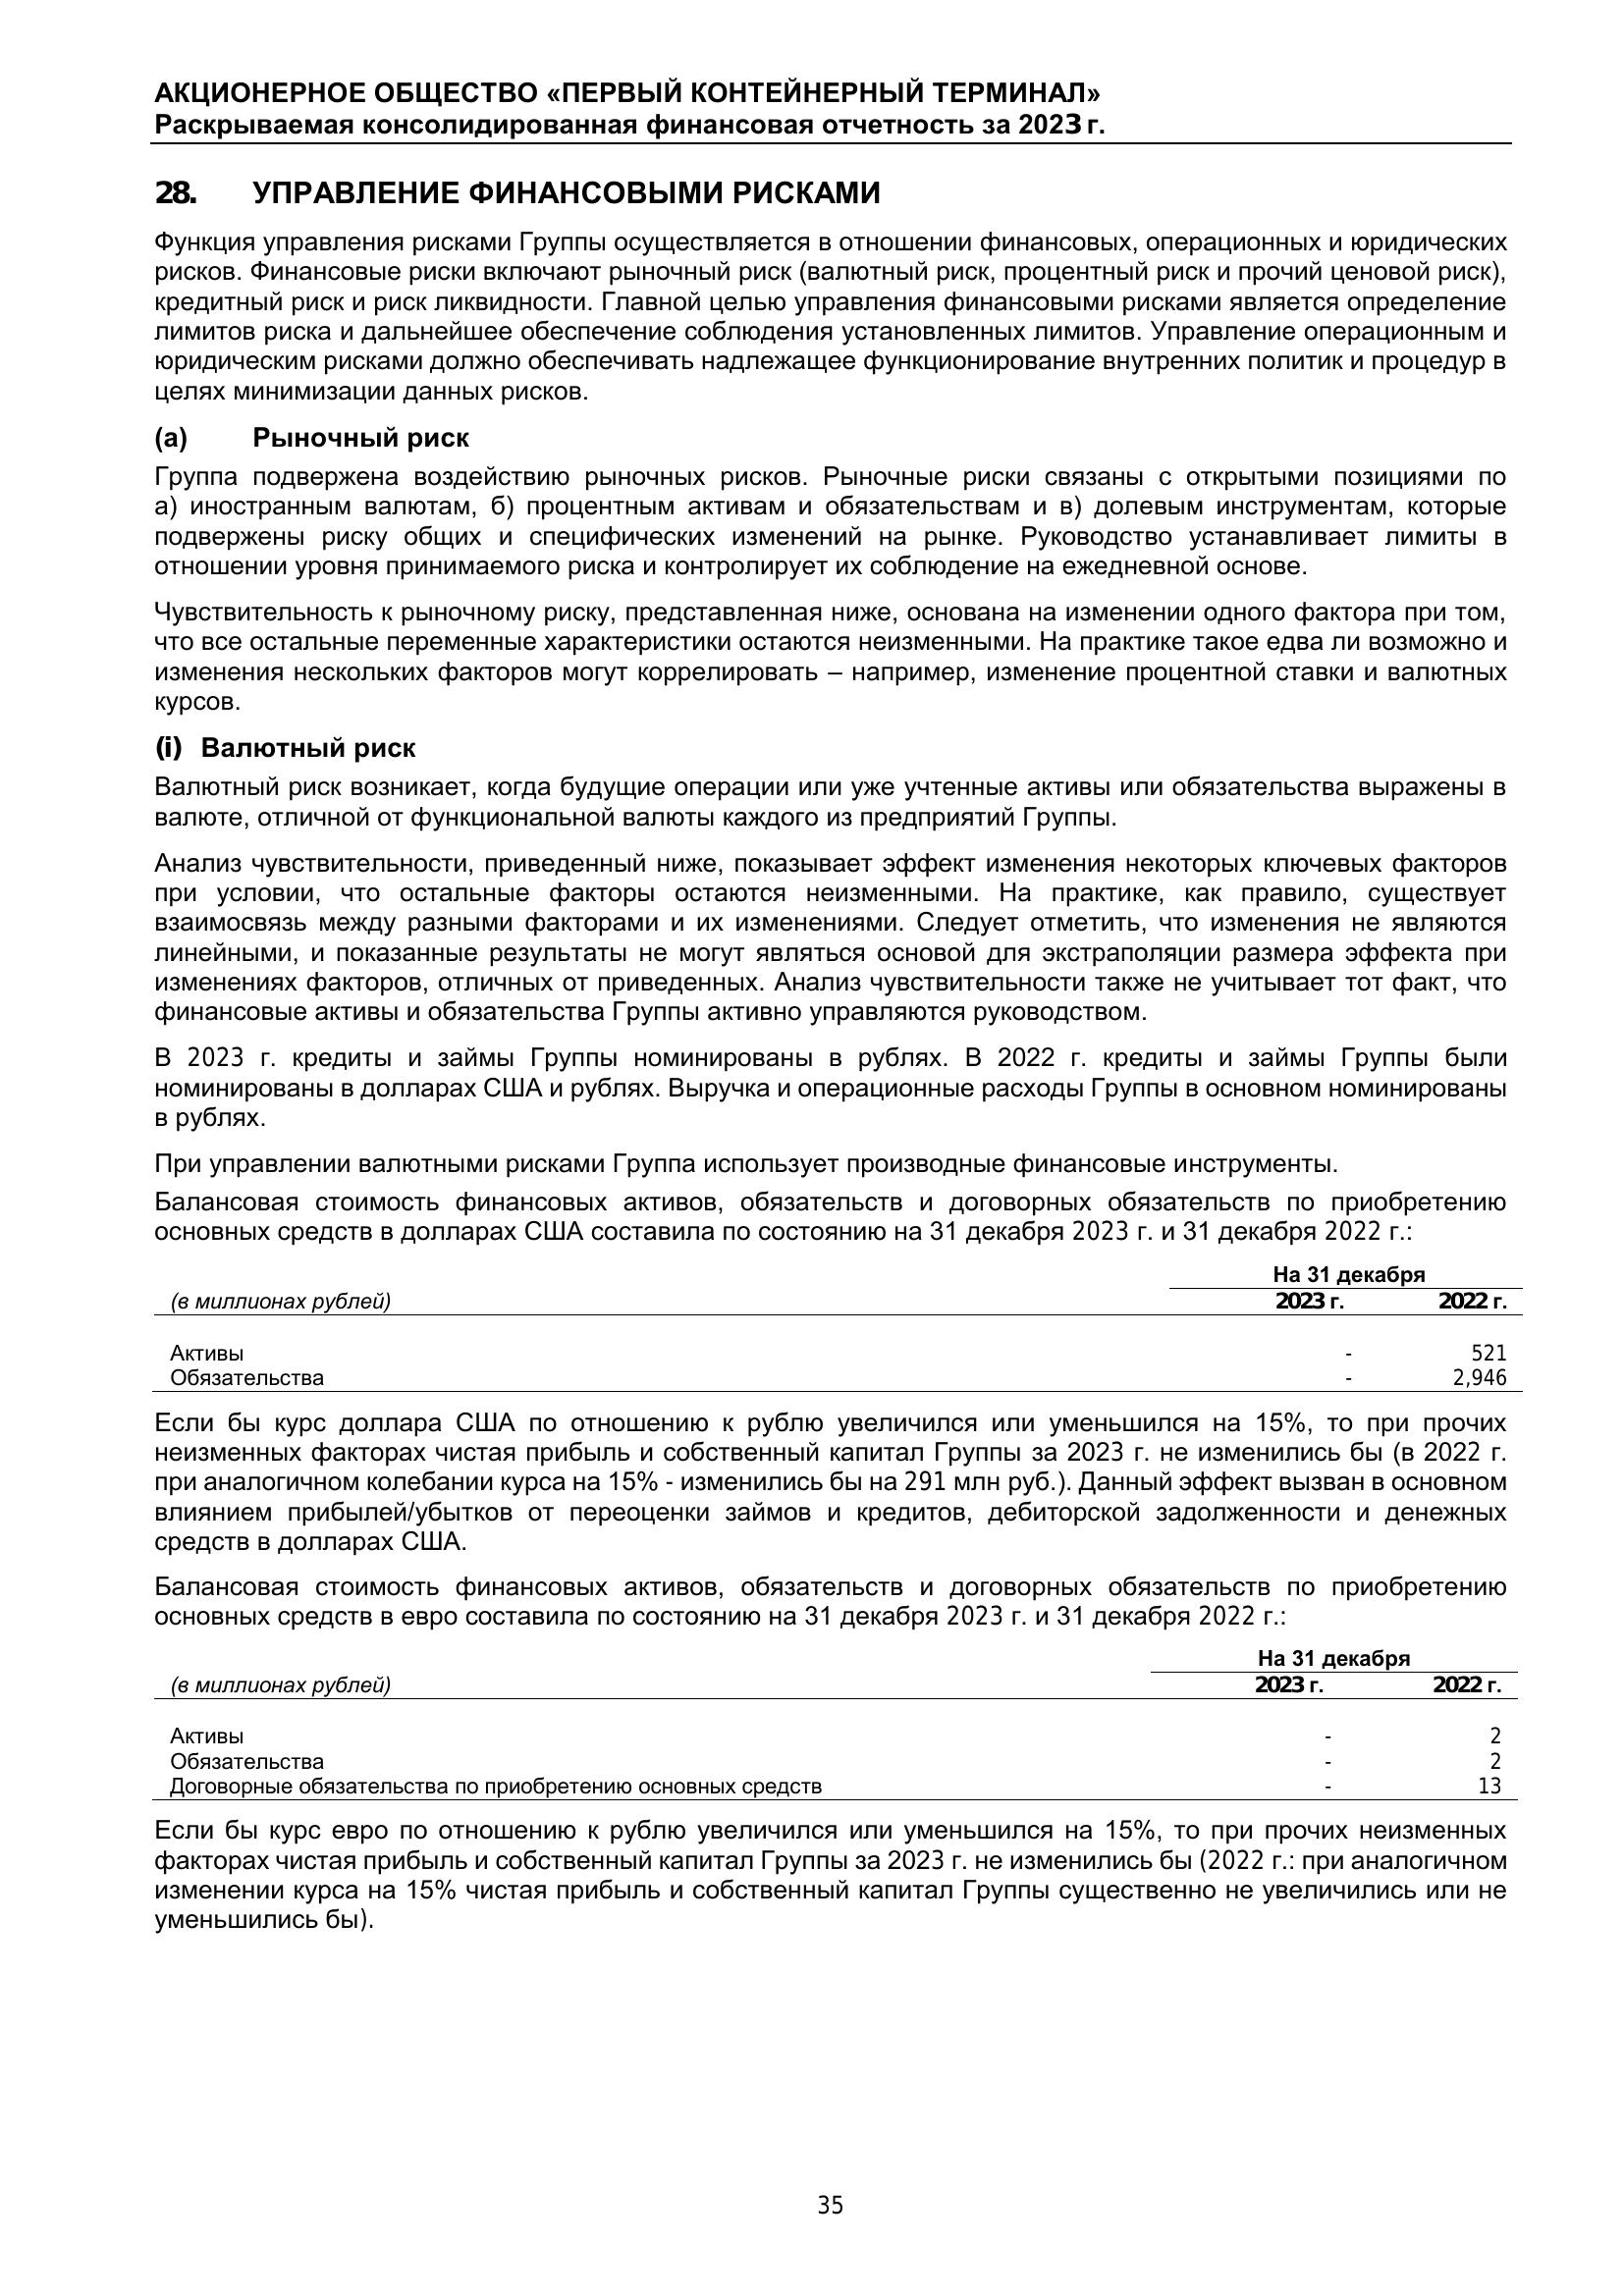 АКЦИОНЕРНОЕ ОБЩЕСТВО «ПЕРВЫЙ КОНТЕЙНЕРНЫЙ ТЕРМИНАЛ»
Раскрываемая консолидированная финансовая отчетность за 2023 г.
28. УПРАВЛЕНИЕ ФИНАНСОВЫМИ РИСКАМИ
Функция управления рисками Группы осуществляется в отношении финансовых, операционных и юридических
рисков. Финансовые риски включают рыночный риск (валютный риск, процентный риск и прочий ценовой риск),
кредитный риск и риск ликвидности. Главной целью управления финансовыми рисками является определение
лимитов риска и дальнейшее обеспечение соблюдения установленных лимитов. Управление операционным и
юридическим рисками должно обеспечивать надлежащее функционирование внутренних политик и процедур в
целях минимизации данных рисков.
(а) Рыночный риск
Группа подвержена воздействию рыночных рисков. Рыночные риски связаны с открытыми позициями по
а) иностранным валютам, б) процентным активам и обязательствам и в) долевым инструментам, которые
подвержены риску общих и специфических изменений на рынке. Руководство устанавливает лимиты в
отношении уровня принимаемого риска и контролирует их соблюдение на ежедневной основе.
Чувствительность к рыночному риску, представленная ниже, основана на изменении одного фактора при том,
что все остальные переменные характеристики остаются неизменными. На практике такое едва ли возможно и
изменения нескольких факторов могут коррелировать – например, изменение процентной ставки и валютных
курсов.
(i) Валютный риск
Валютный риск возникает, когда будущие операции или уже учтенные активы или обязательства выражены в
валюте, отличной от функциональной валюты каждого из предприятий Группы.
Анализ чувствительности, приведенный ниже, показывает эффект изменения некоторых ключевых факторов
при условии, что остальные факторы остаются неизменными. На практике, как правило, существует
взаимосвязь между разными факторами и их изменениями. Следует отметить, что изменения не являются
линейными, и показанные результаты не могут являться основой для экстраполяции размера эффекта при
изменениях факторов, отличных от приведенных. Анализ чувствительности также не учитывает тот факт, что
финансовые активы и обязательства Группы активно управляются руководством.
В 2023 г. кредиты и займы Группы номинированы в рублях. В 2022 г. кредиты и займы Группы были
номинированы в долларах США и рублях. Выручка и операционные расходы Группы в основном номинированы
в рублях.
При управлении валютными рисками Группа использует производные финансовые инструменты.
Балансовая стоимость финансовых активов, обязательств и договорных обязательств по приобретению
основных средств в долларах США составила по состоянию на 31 декабря 2023 г. и 31 декабря 2022 г.:
На 31 декабря
(в миллионах рублей) 2023 г. 2022 г.
Активы - 521
Обязательства - 2,946
Если бы курс доллара США по отношению к рублю увеличился или уменьшился на 15%, то при прочих
неизменных факторах чистая прибыль и собственный капитал Группы за 2023 г. не изменились бы (в 2022 г.
при аналогичном колебании курса на 15% - изменились бы на 291 млн руб.). Данный эффект вызван в основном
влиянием прибылей/убытков от переоценки займов и кредитов, дебиторской задолженности и денежных
средств в долларах США.
Балансовая стоимость финансовых активов, обязательств и договорных обязательств по приобретению
основных средств в евро составила по состоянию на 31 декабря 2023 г. и 31 декабря 2022 г.:
На 31 декабря
(в миллионах рублей) 2023 г. 2022 г.
Активы - 2
Обязательства - 2
Договорные обязательства по приобретению основных средств - 13
Если бы курс евро по отношению к рублю увеличился или уменьшился на 15%, то при прочих неизменных
факторах чистая прибыль и собственный капитал Группы за 2023 г. не изменились бы (2022 г.: при аналогичном
изменении курса на 15% чистая прибыль и собственный капитал Группы существенно не увеличились или не
уменьшились бы).
35